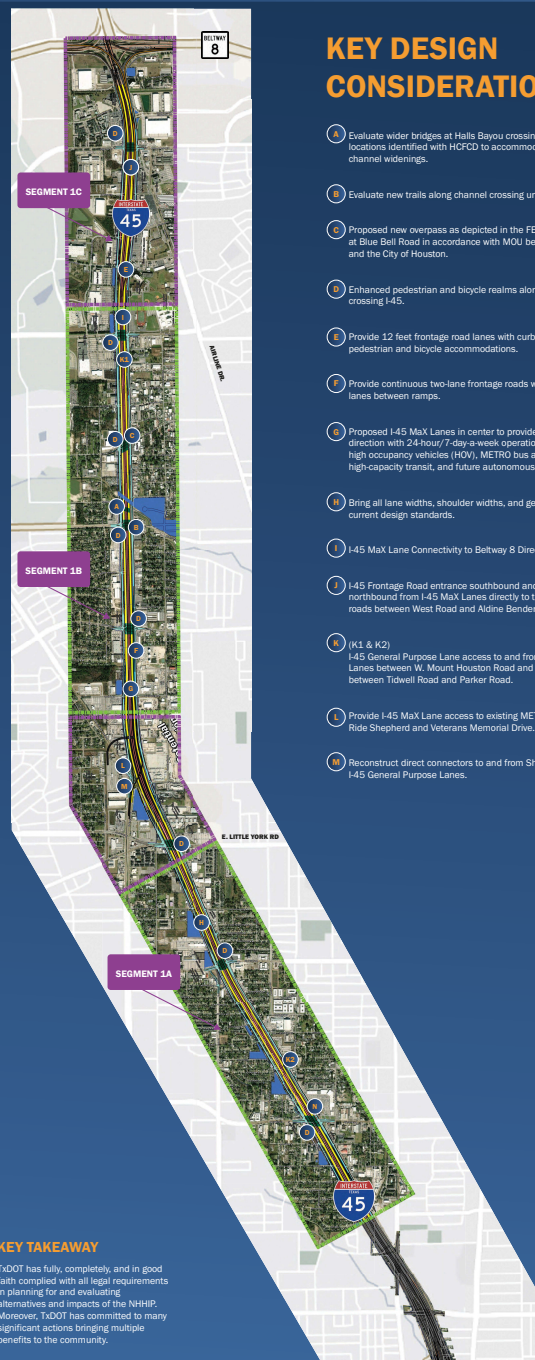 BELTWAY
8
KEY DESIGN
CONSIDERATIO
D
J
SEGMENT 1C
INTERSTATE
TEXAS
45
E
I
D
K1
AIRLINE DR.
D
C
A
B
D
SEGMENT 1B
D
F
G
L
M
D
E. LITTLE YORK RD
H
D
SEGMENT 1A
K2
N
D
INTERSTATE
TEXAS
45
A
Evaluate wider bridges at Halls Bayou crossin
locations identified with HCFCD to accommod
channel widenings.
B
Evaluate new trails along channel crossing un
C
Proposed new overpass as depicted in the FE
at Blue Bell Road in accordance with MOU be
and the City of Houston.
D
Enhanced pedestrian and bicycle realms alon
crossing I-45.
E
Provide 12 feet frontage road lanes with curb
pedestrian and bicycle accommodations.
F
Provide continuous two-lane frontage roads w
lanes between ramps.
G
Proposed I-45 MaX Lanes in center to provide
direction with 24-hour/7-day-a-week operatio
high occupancy vehicles (HOV), METRO bus a
high-capacity transit, and future autonomous
H
Bring all lane widths, shoulder widths, and ge
current design standards.
I
I-45 MaX Lane Connectivity to Beltway 8 Direc
J
I-45 Frontage Road entrance southbound and
northbound from I-45 MaX Lanes directly to t
roads between West Road and Aldine Bender
K
(K1 & K2)
I-45 General Purpose Lane access to and from
Lanes between W. Mount Houston Road and
between Tidwell Road and Parker Road.
L
Provide I-45 MaX Lane access to existing MET
Ride Shepherd and Veterans Memorial Drive.
M
Reconstruct direct connectors to and from Sh
I-45 General Purpose Lanes.
KEY TAKEAWAY
TxDOT has fully, completely, and in good
faith complied with all legal requirements
in planning for and evaluating
alternatives and impacts of the NHHIP.
Moreover, TxDOT has committed to many
significant actions bringing multiple
benefits to the community.